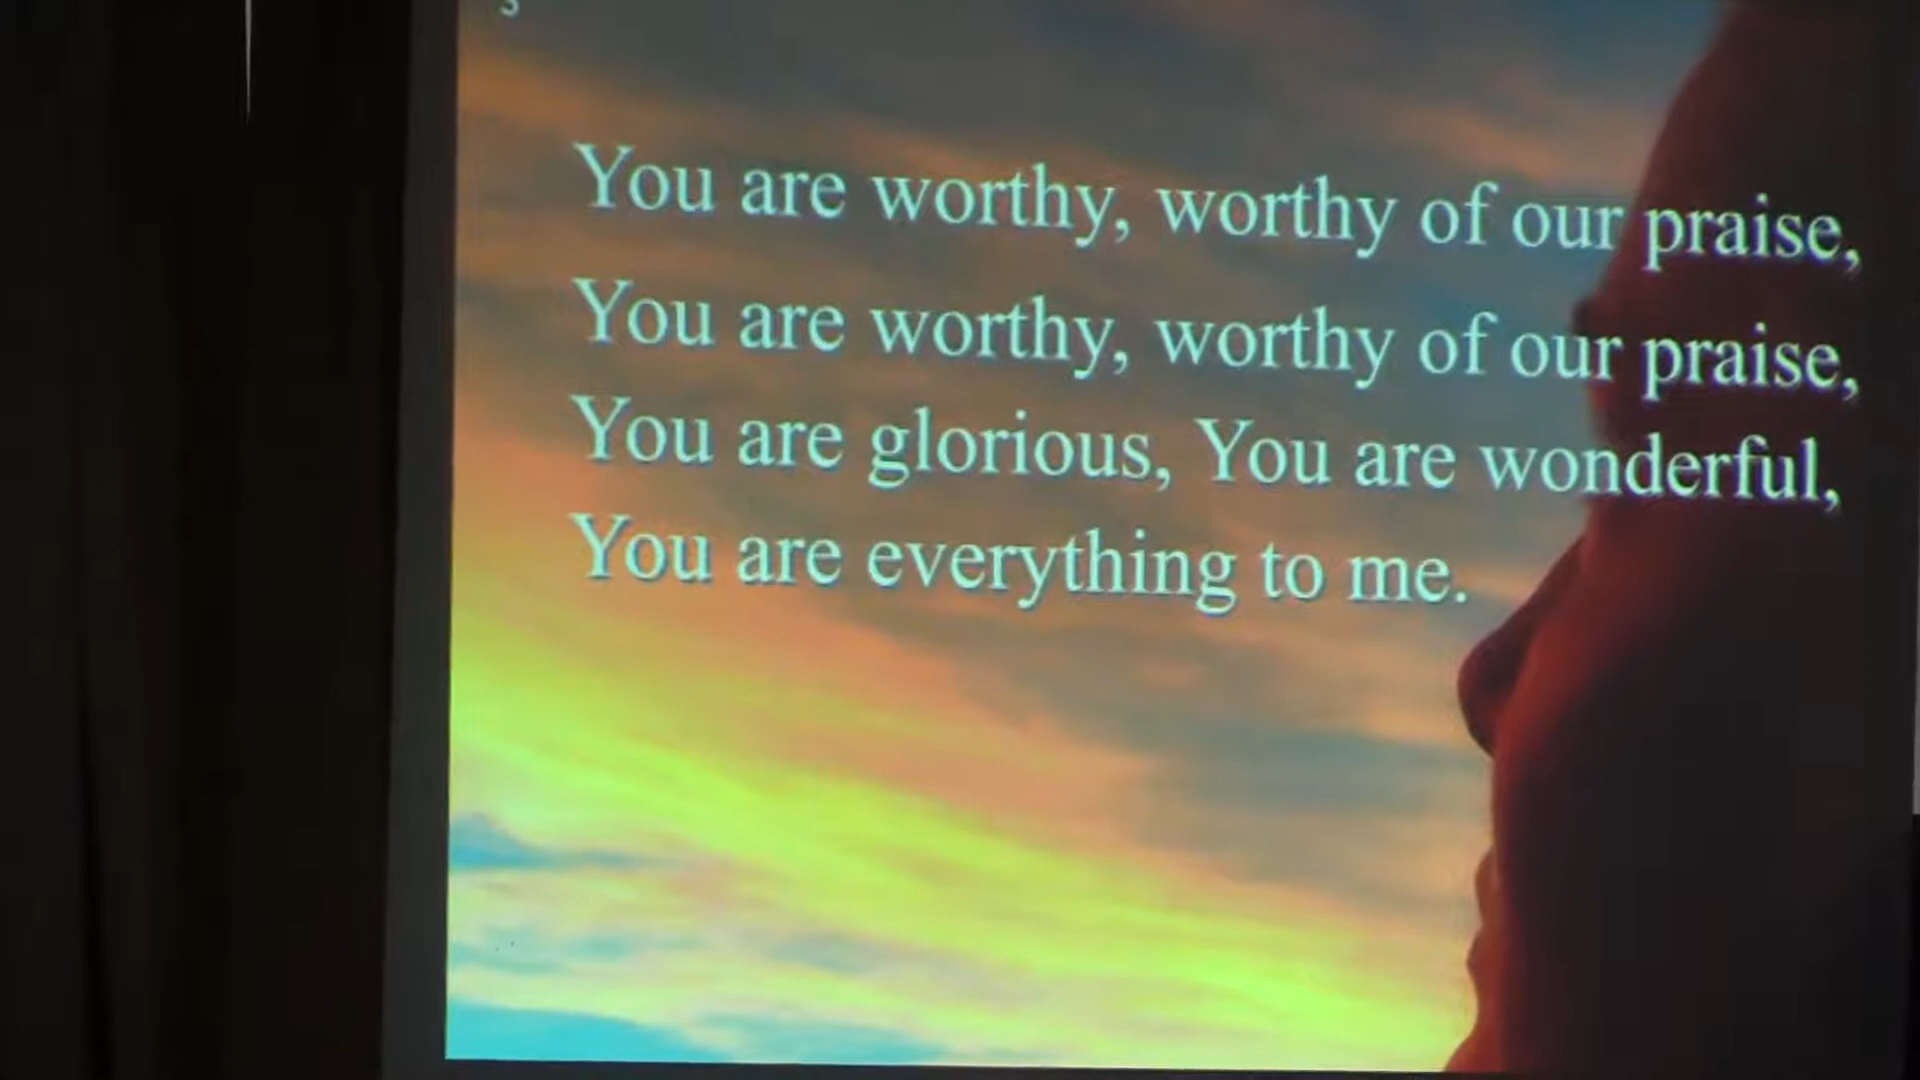 You are worthy, worthy of our praise,
You are worthy, worthy of our praise,
You are glorious, You are wonderful,
You are everything to me.